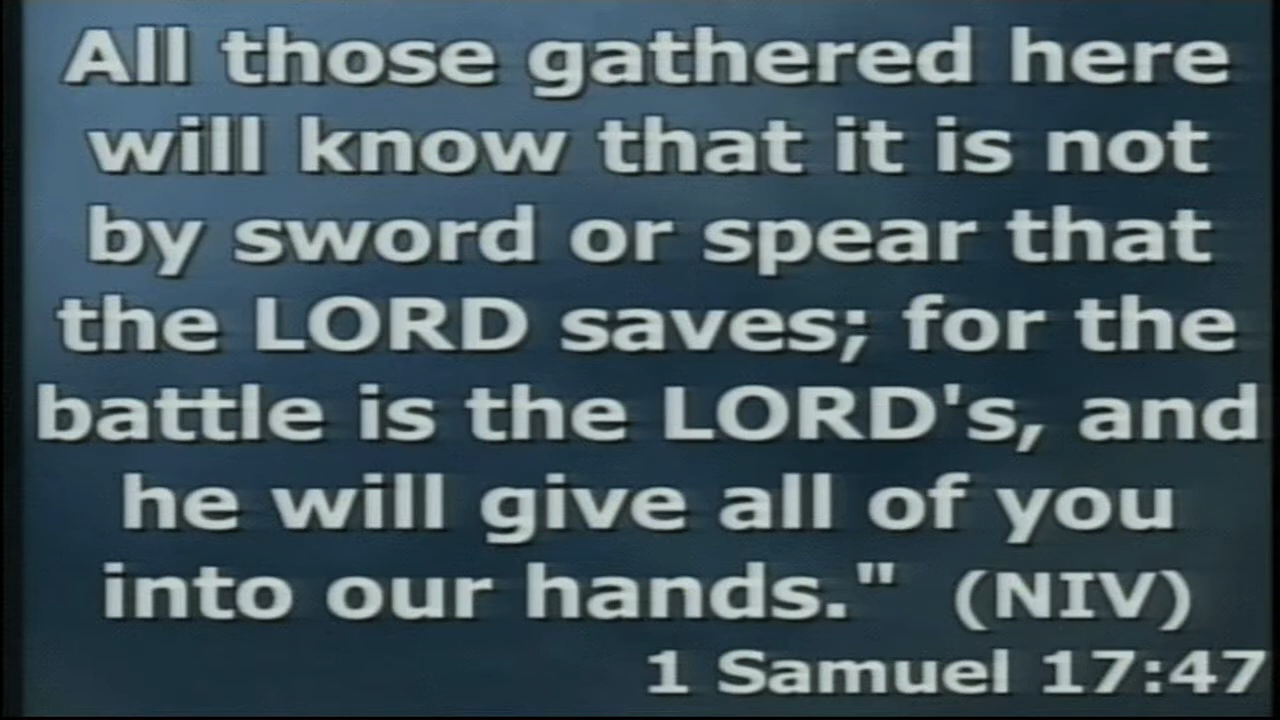 All those gathered here
will know that it is not
by sword or spear that
the LORD saves; for the
battle is the LORD's, and
he will give all of you
into our hands."  (NIV)
1 Samuel 17:47